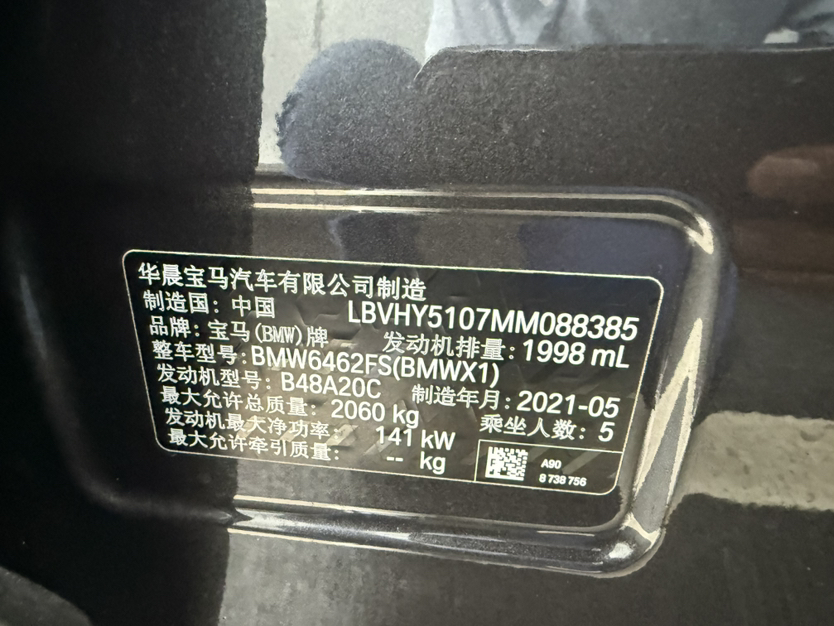 华晨宝马汽车有限公司制造
制造国：中国 LBVHY5107MM088385
品牌：宝马(BMW)牌 发动机排量：1998 mL
整车型号：BMW6462FS(BMWX1)
发动机型号：B48A20C 制造年月：2021-05
最大允许总质量：2060 kg 乘坐人数：5
发动机最大净功率：141 kW
最大允许牵引质量：-- kg
A90
8 738 756